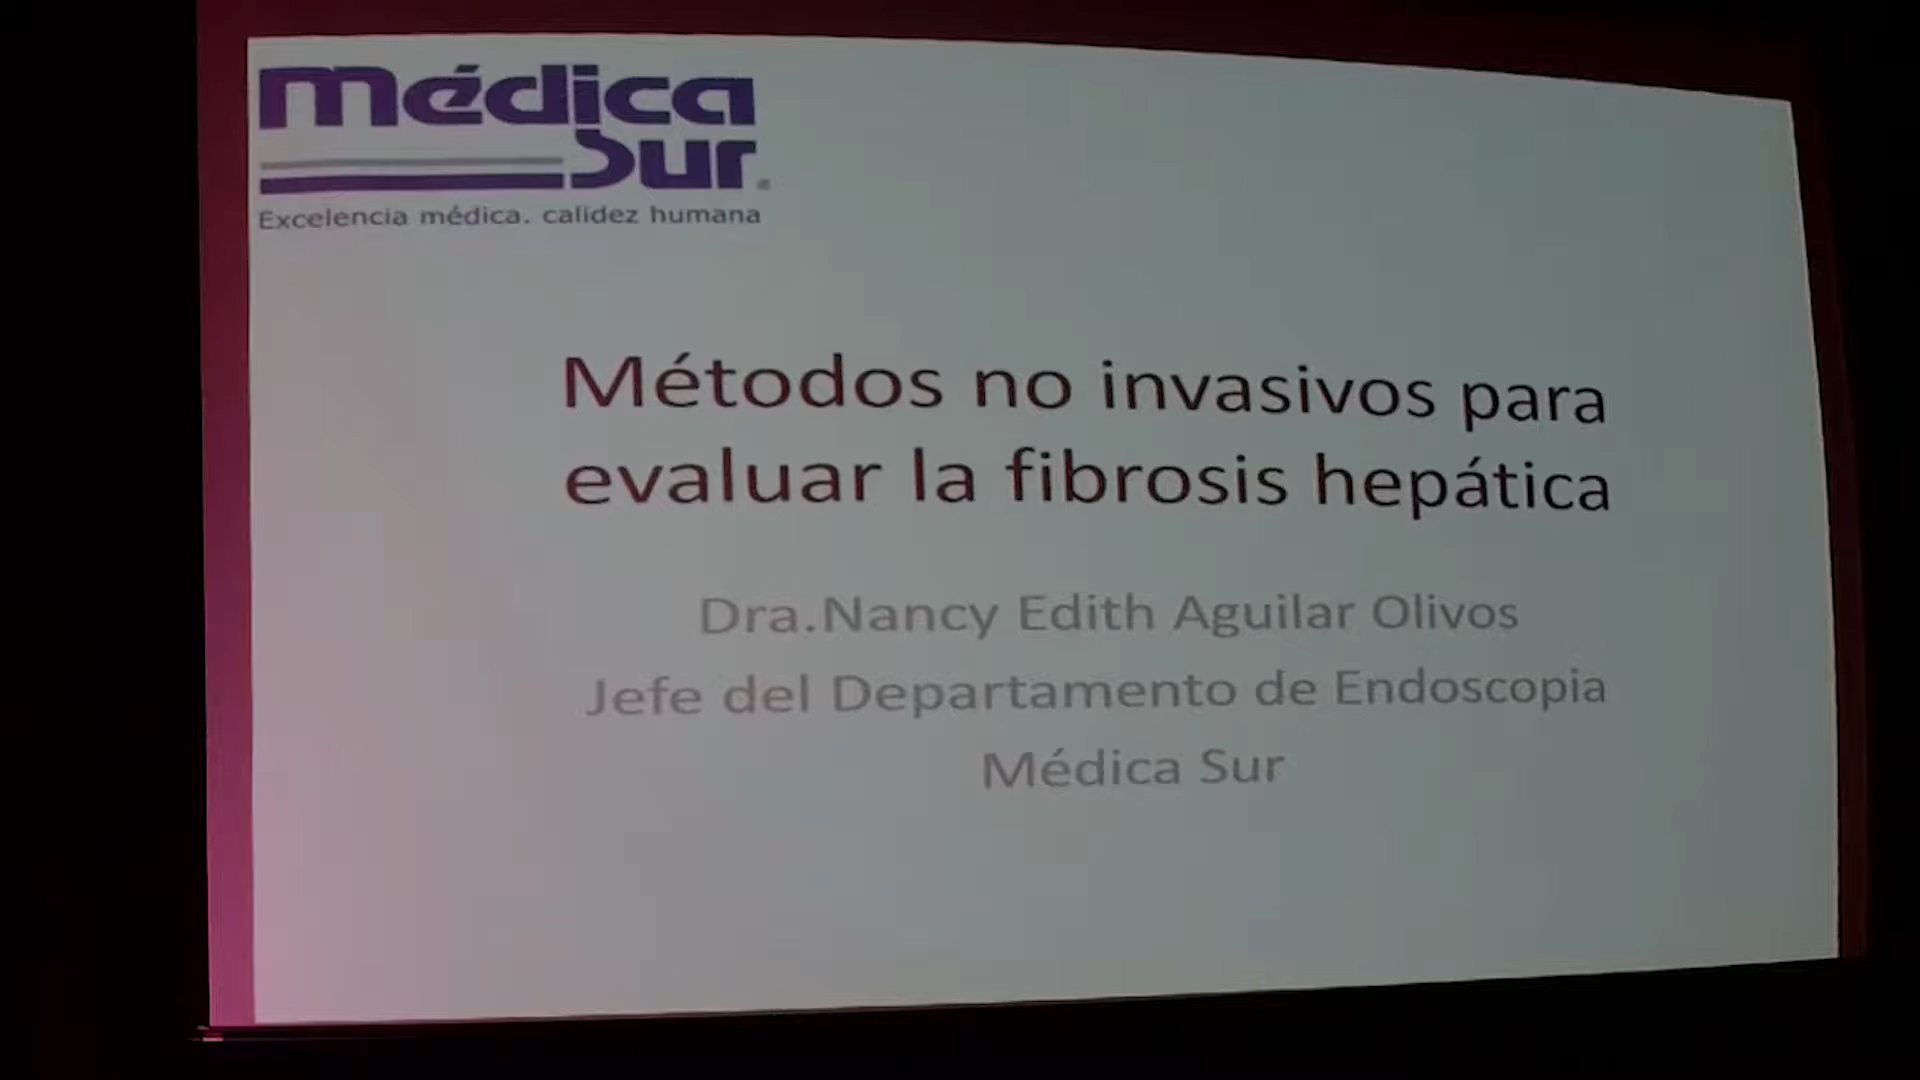 médica
Sur
Excelencia médica. calidez humana
Métodos no invasivos para
evaluar la fibrosis hepática
Dra.Nancy Edith Aguilar Olivos
Jefe del Departamento de Endoscopia
Médica Sur